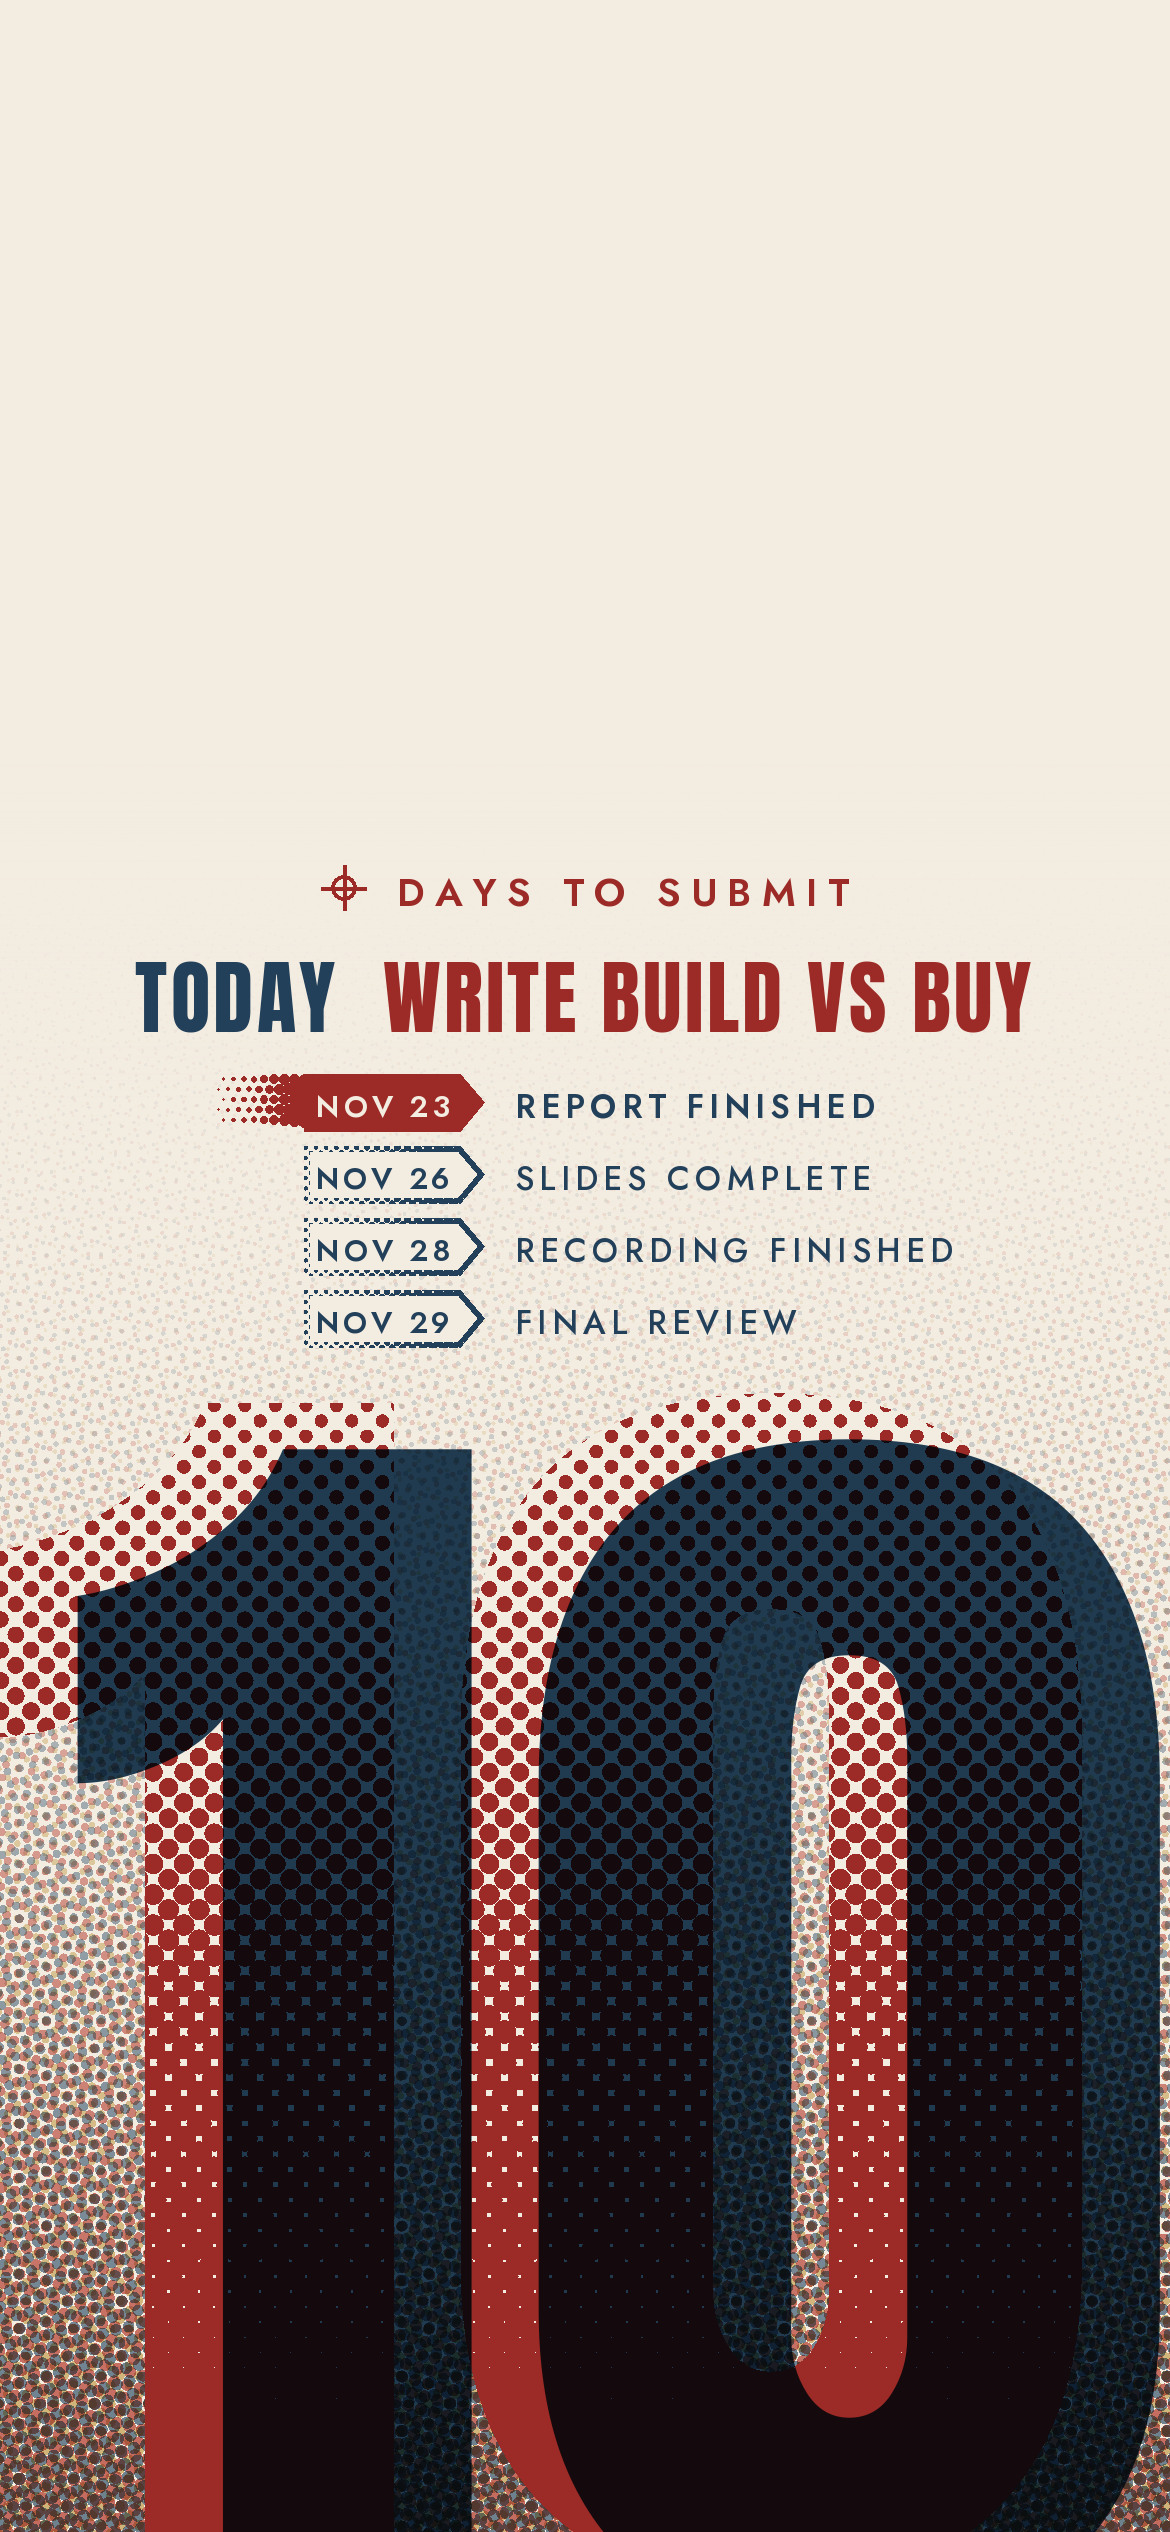 DAYS TO SUBMIT
TODAY WRITE BUILD VS BUY
NOV 23 REPORT FINISHED
NOV 26 SLIDES COMPLETE
NOV 28 RECORDING FINISHED
NOV 29 FINAL REVIEW
10